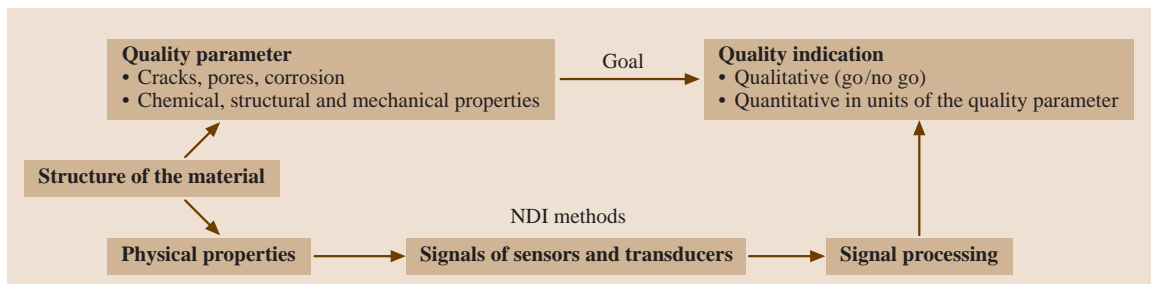 Quality parameter
• Cracks, pores, corrosion
• Chemical, structural and mechanical properties
Goal
Quality indication
• Qualitative (go/no go)
• Quantitative in units of the quality parameter
Structure of the material
NDI methods
Physical properties
Signals of sensors and transducers
Signal processing